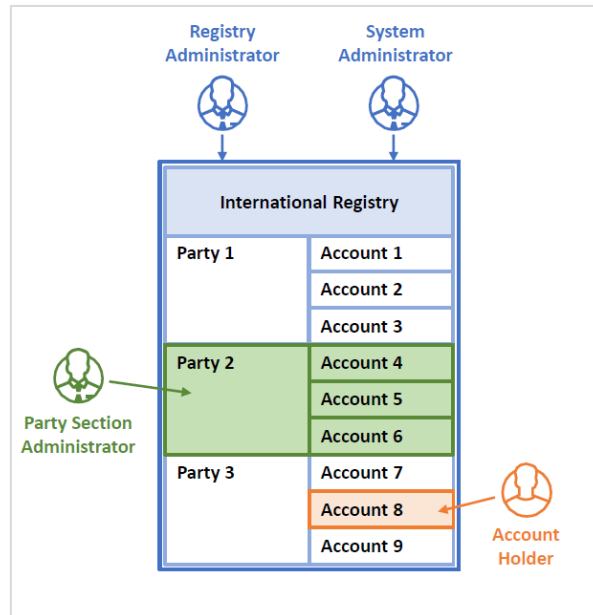 Registry
Administrator
System
Administrator
International Registry
Party 1
Account 1
Account 2
Account 3
Party 2
Account 4
Account 5
Account 6
Party Section
Administrator
Party 3
Account 7
Account 8
Account 9
Account
Holder